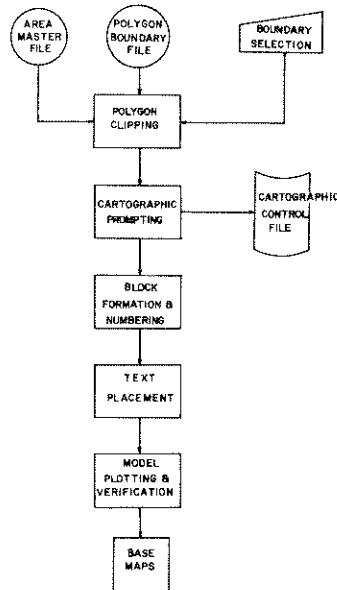 AREA
MASTER
FILE
POLYGON
BOUNDARY
FILE
BOUNDARY
SELECTION
POLYGON
CLIPPING
CARTOGRAPHIC
PROMPTING
CARTOGRAPHIC
CONTROL
FILE
BLOCK
FORMATION &
NUMBERING
TEXT
PLACEMENT
MODEL
PLOTTING &
VERIFICATION
BASE
MAPS